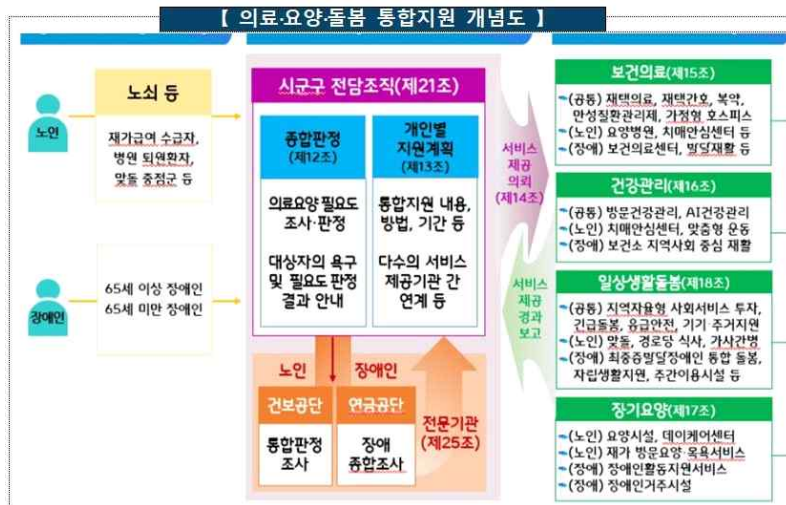 【 의료·요양·돌봄 통합지원 개념도 】
노인
노쇠 등
재가급여 수급자,
병원 퇴원환자,
맞돌 중점군 등
장애인
65세 이상 장애인
65세 미만 장애인
시군구 전담조직(제21조)
종합판정
(제12조)
의료요양 필요도
조사·판정
대상자의 욕구
및 필요도 판정
결과 안내
개인별
지원계획
(제13조)
통합지원 내용,
방법, 기간 등
다수의 서비스
제공기관 간
연계 등
노인
장애인
건보공단
통합판정
조사
연금공단
장애
종합조사
전문기관
(제25조)
서비스
제공
의뢰
(제14조)
서비스
제공
경과
보고
보건의료(제15조)
(공통) 재택의료, 재택간호, 복약,
만성질환관리제, 가정형 호스피스
(노인) 요양병원, 치매안심센터 등
(장애) 보건의료센터, 발달재활 등
건강관리(제16조)
(공통) 방문건강관리, AI건강관리
(노인) 치매안심센터, 맞춤형 운동
(장애) 보건소 지역사회 중심 재활
일상생활돌봄(제18조)
(공통) 지역자율형 사회서비스 투자,
긴급돌봄, 응급안전, 기기·주거지원
(노인) 맞돌, 경로당 식사, 가사간병
(장애) 최중증발달장애인 통합 돌봄,
자립생활지원, 주간이용시설 등
장기요양(제17조)
(노인) 요양시설, 데이케어센터
(노인) 재가 방문요양·목욕서비스
(장애) 장애인활동지원서비스
(장애) 장애인거주시설